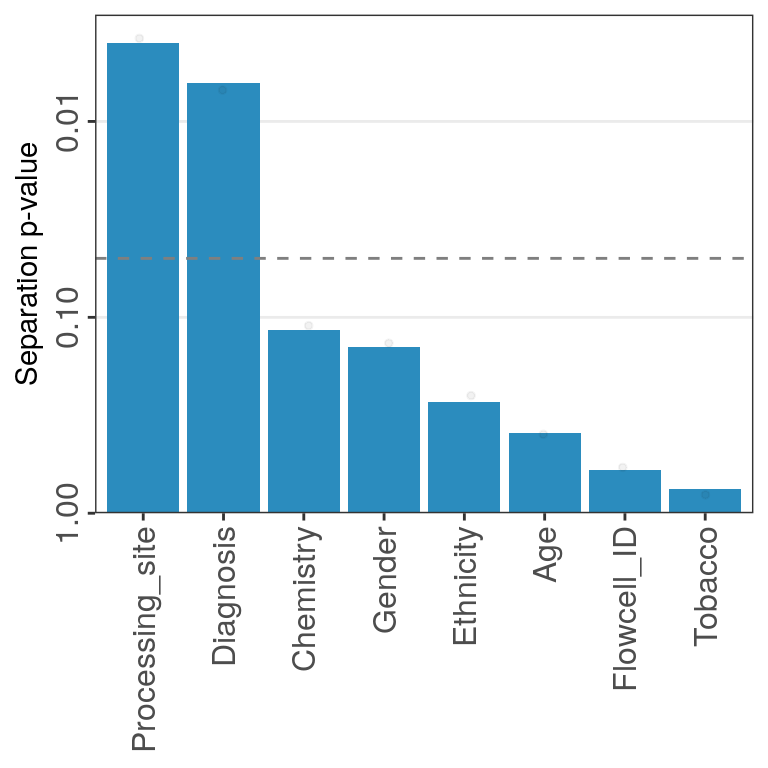 Separation p-value
0.01
0.10
1.00
Processing_site
Diagnosis
Chemistry
Gender
Ethnicity
Age
Flowcell_ID
Tobacco